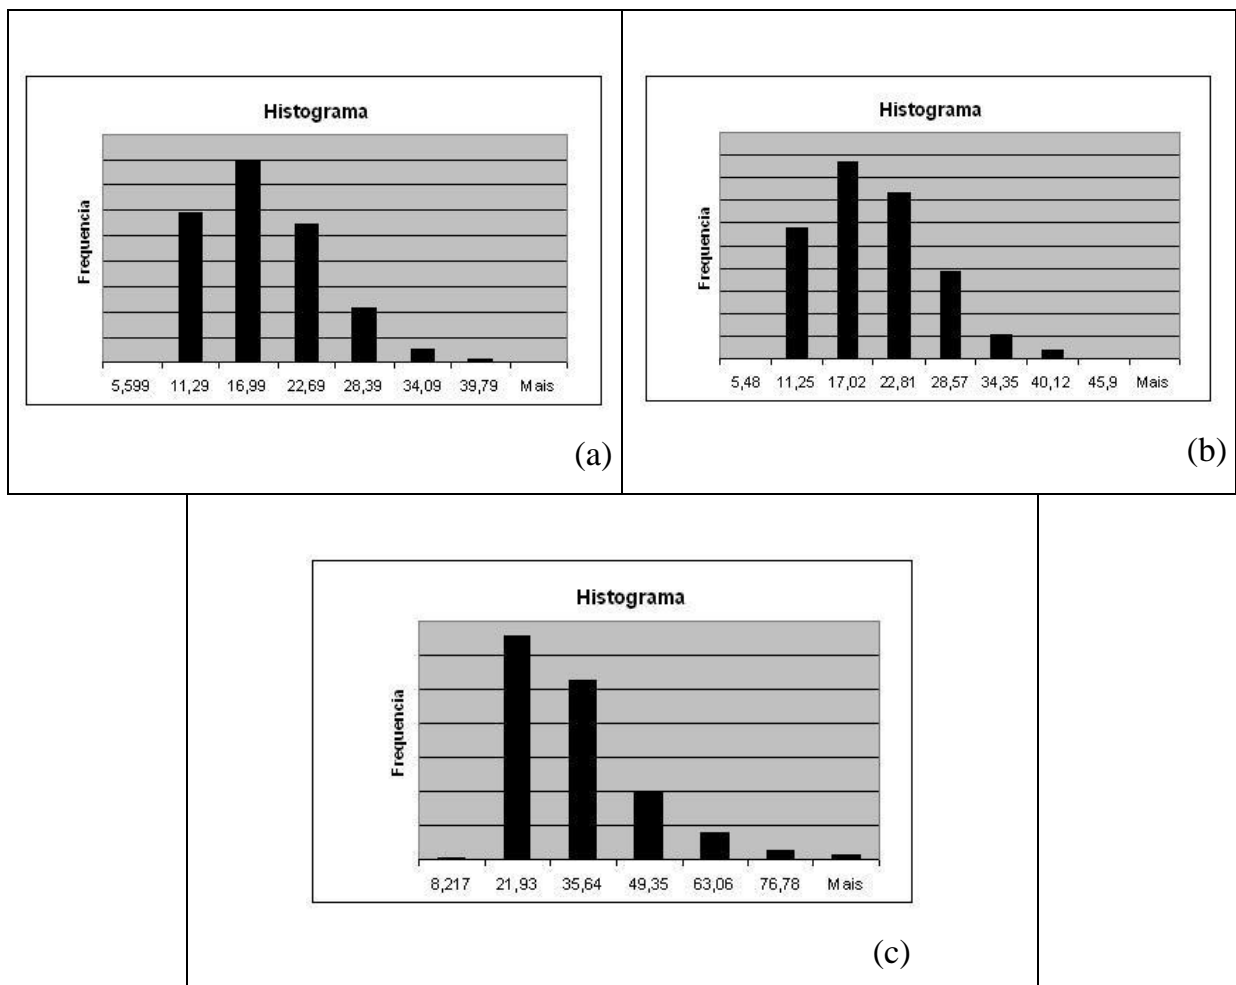 Histograma
Frequencia
5,599 11,29 16,99 22,69 28,39 34,09 39,79 Mais
(a)
Histograma
Frequencia
5,48 11,25 17,02 22,81 28,57 34,35 40,12 45,9 Mais
(b)
Histograma
Frequencia
8,217 21,93 35,64 49,35 63,06 76,78 Mais
(c)